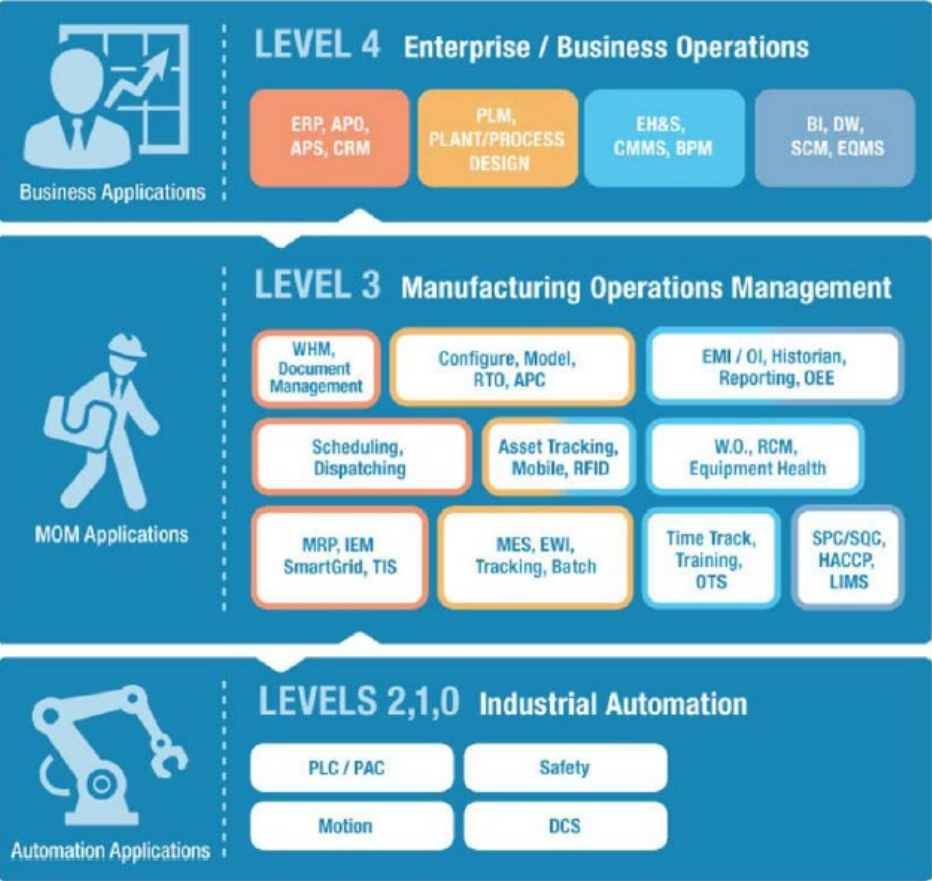 LEVEL 4 Enterprise / Business Operations
ERP, APO,
APS, CRM
PLM,
PLANT/PROCESS
DESIGN
EH&S,
CMMS, BPM
BI, DW,
SCM, EQMS
Business Applications
LEVEL 3 Manufacturing Operations Management
WHM,
Document
Management
Configure, Model,
RTO, APC
EMI / OI, Historian,
Reporting, OEE
Scheduling,
Dispatching
Asset Tracking,
Mobile, RFID
W.O., RCM,
Equipment Health
MOM Applications
MRP, IEM
SmartGrid, TIS
MES, EWI,
Tracking, Batch
Time Track,
Training,
OTS
SPC/SQC,
HACCP,
LIMS
LEVELS 2,1,0 Industrial Automation
PLC / PAC
Safety
Motion
DCS
Automation Applications